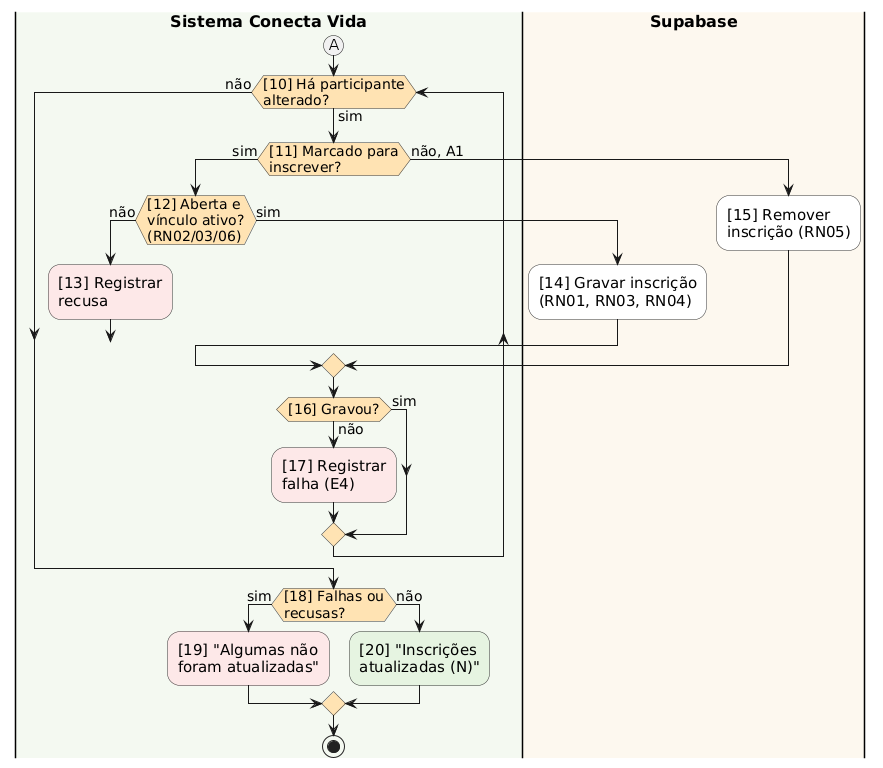 Sistema Conecta Vida
Supabase
A
não
[10] Há participante
alterado?
sim
sim
[11] Marcado para
inscrever?
não, A1
não
[12] Aberta e
vínculo ativo?
(RN02/03/06)
sim
[15] Remover
inscrição (RN05)
[13] Registrar
recusa
[14] Gravar inscrição
(RN01, RN03, RN04)
[16] Gravou?
sim
não
[17] Registrar
falha (E4)
sim
[18] Falhas ou
recusas?
não
[19] "Algumas não
foram atualizadas"
[20] "Inscrições
atualizadas (N)"